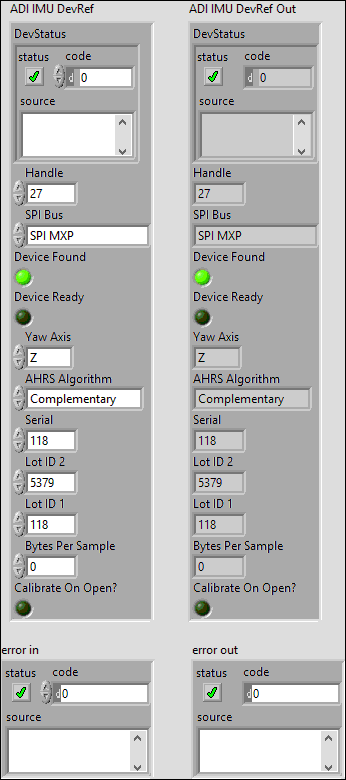 ADI IMU DevRef
DevStatus
status code
d 0
source
Handle
27
SPI Bus
SPI MXP
Device Found
Device Ready
Yaw Axis
Z
AHRS Algorithm
Complementary
Serial
118
Lot ID 2
5379
Lot ID 1
118
Bytes Per Sample
0
Calibrate On Open?
error in
status code
d 0
source
ADI IMU DevRef Out
DevStatus
status code
d 0
source
Handle
27
SPI Bus
SPI MXP
Device Found
Device Ready
Yaw Axis
Z
AHRS Algorithm
Complementary
Serial
118
Lot ID 2
5379
Lot ID 1
118
Bytes Per Sample
0
Calibrate On Open?
error out
status code
d 0
source